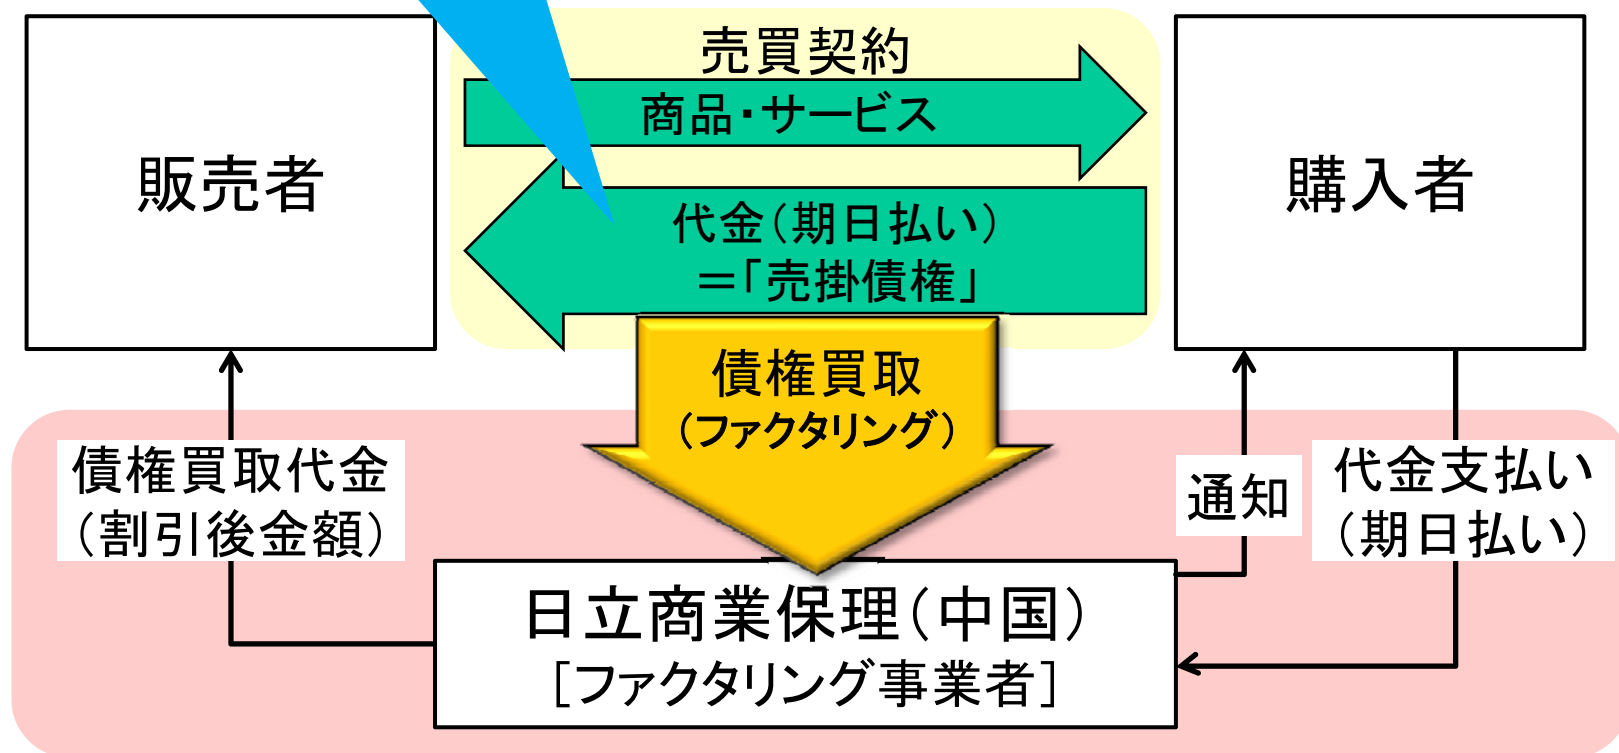 売買契約
商品・サービス
販売者
購入者
代金（期日払い）
＝「売掛債権」
債権買取
（ファクタリング）
債権買取代金
（割引後金額）
通知
代金支払い
（期日払い）
日立商業保理（中国）
［ファクタリング事業者］